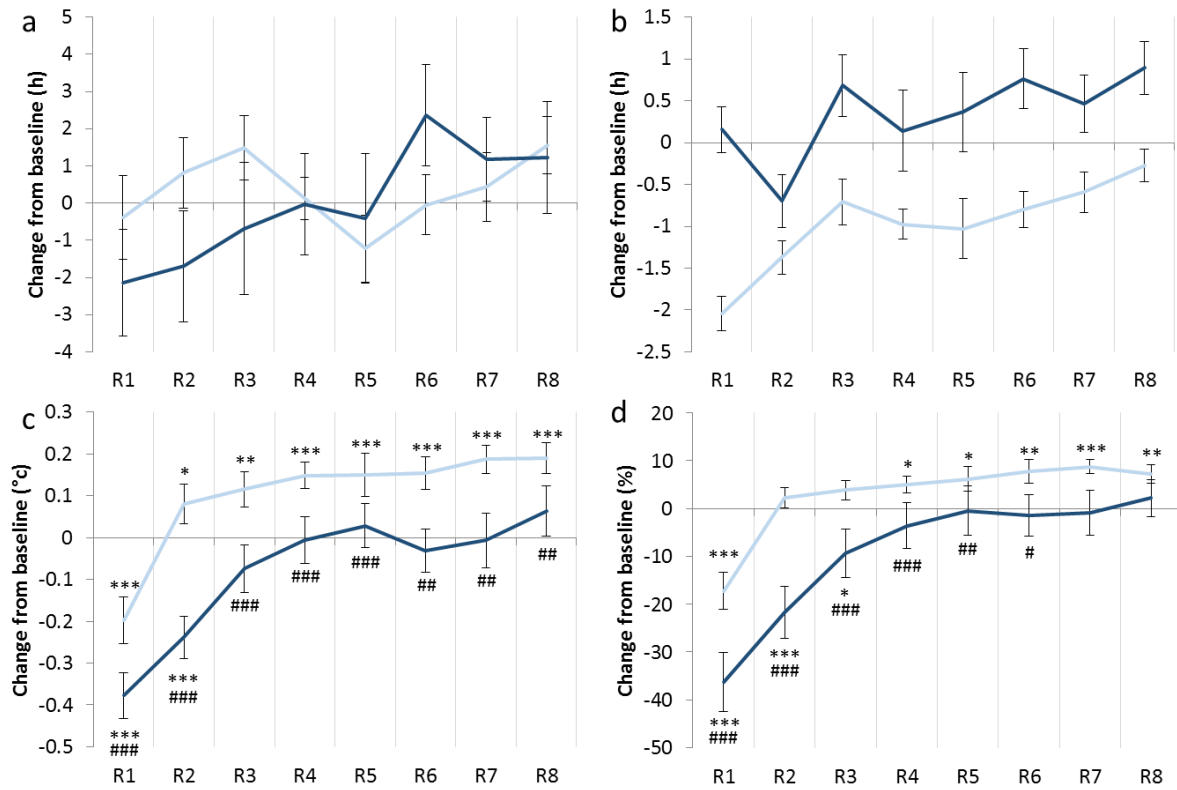 a
Change from baseline (h)
5
4
3
2
1
0
-1
-2
-3
-4
R1 R2 R3 R4 R5 R6 R7 R8
b
Change from baseline (h)
1.5
1
0.5
0
-0.5
-1
-1.5
-2
-2.5
R1 R2 R3 R4 R5 R6 R7 R8
c
Change from baseline (°c)
0.3
0.2
0.1
0
-0.1
-0.2
-0.3
-0.4
-0.5
*** * ** *** *** *** *** ***
*** ***
### ### ### ### ### ## ## ##
R1 R2 R3 R4 R5 R6 R7 R8
d
Change from baseline (%)
20
10
0
-10
-20
-30
-40
-50
*** * * ** *** **
*** *** *
### ### ### ### ## #
R1 R2 R3 R4 R5 R6 R7 R8